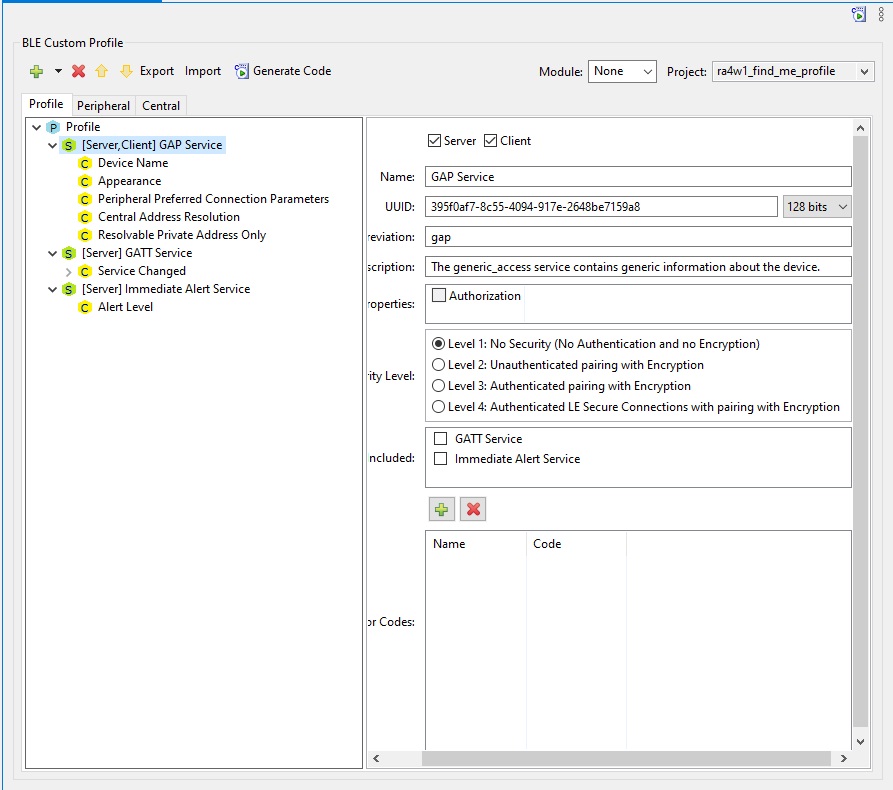 BLE Custom Profile
Export Import Generate Code Module: None Project: ra4w1_find_me_profile
Profile Peripheral Central
P Profile
S [Server,Client] GAP Service
C Device Name
C Appearance
C Peripheral Preferred Connection Parameters
C Central Address Resolution
C Resolvable Private Address Only
S [Server] GATT Service
C Service Changed
S [Server] Immediate Alert Service
C Alert Level
Server Client
Name: GAP Service
UUID: 395f0af7-8c55-4094-917e-2648be7159a8 128 bits
reviation: gap
scription: The generic_access service contains generic information about the device.
roperties: Authorization
rity Level:
Level 1: No Security (No Authentication and no Encryption)
Level 2: Unauthenticated pairing with Encryption
Level 3: Authenticated pairing with Encryption
Level 4: Authenticated LE Secure Connections with pairing with Encryption
ncluded:
GATT Service
Immediate Alert Service
or Codes:
Name Code